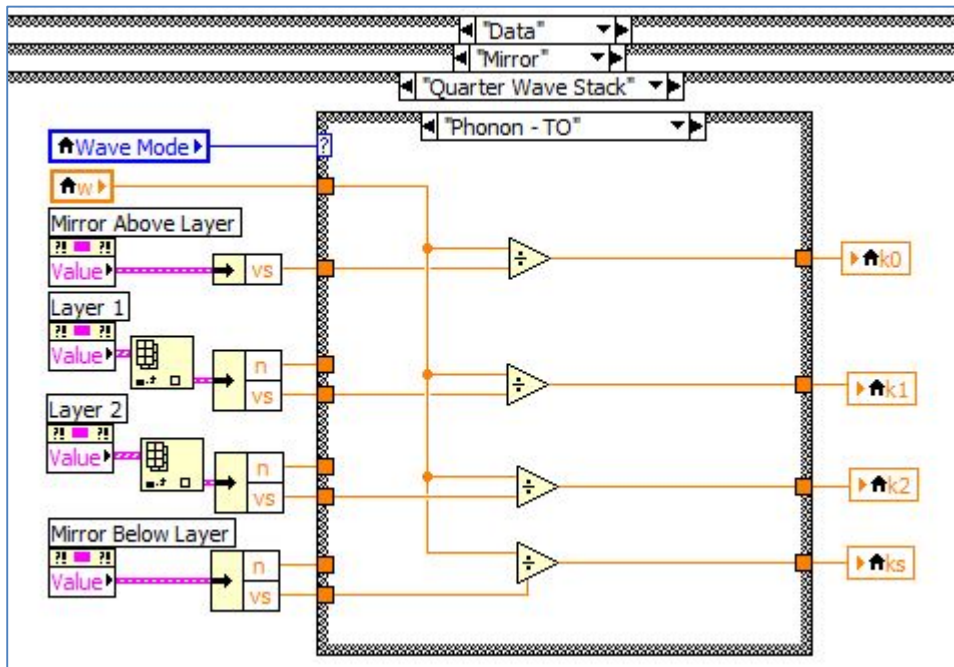 "Data"
"Mirror"
"Quarter Wave Stack"
"Phonon - TO"
Wave Mode
?
w
Mirror Above Layer
?! ?!
Value
vs
k0
Layer 1
?! ?!
Value
n
vs
k1
Layer 2
?! ?!
Value
n
vs
k2
Mirror Below Layer
?! ?!
Value
n
vs
ks